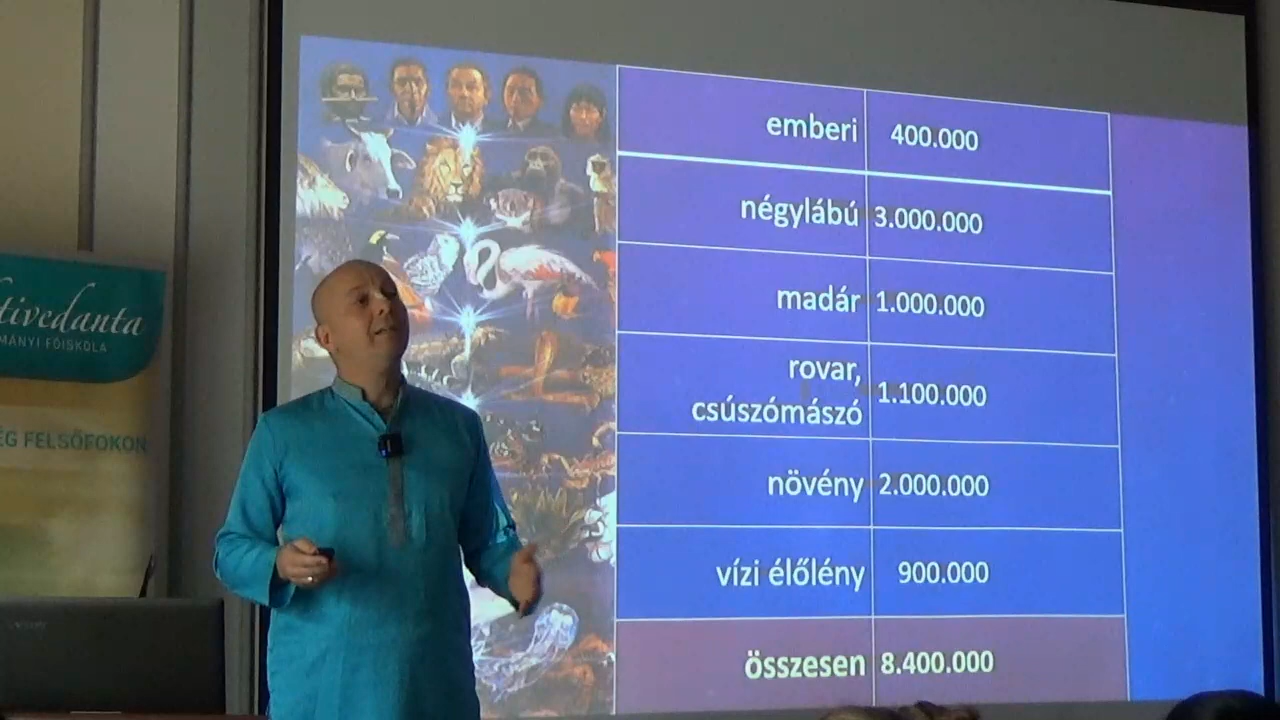 tivedanta
MÁNYI FŐISKOLA
ÉG FELSŐFOKON
emberi 400.000
négylábú 3.000.000
madár 1.000.000
rovar,
csúszómászó 1.100.000
növény 2.000.000
vízi élőlény 900.000
összesen 8.400.000